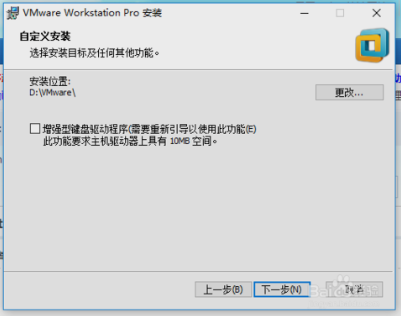 VMware Workstation Pro 安装
自定义安装
选择安装目标及任何其他功能。
安装位置:
D:\VMware\
更改...
增强型键盘驱动程序(需要重新引导以使用此功能(E)
此功能要求主机驱动器上具有 10MB 空间。
上一步(B)
下一步(N)
取消